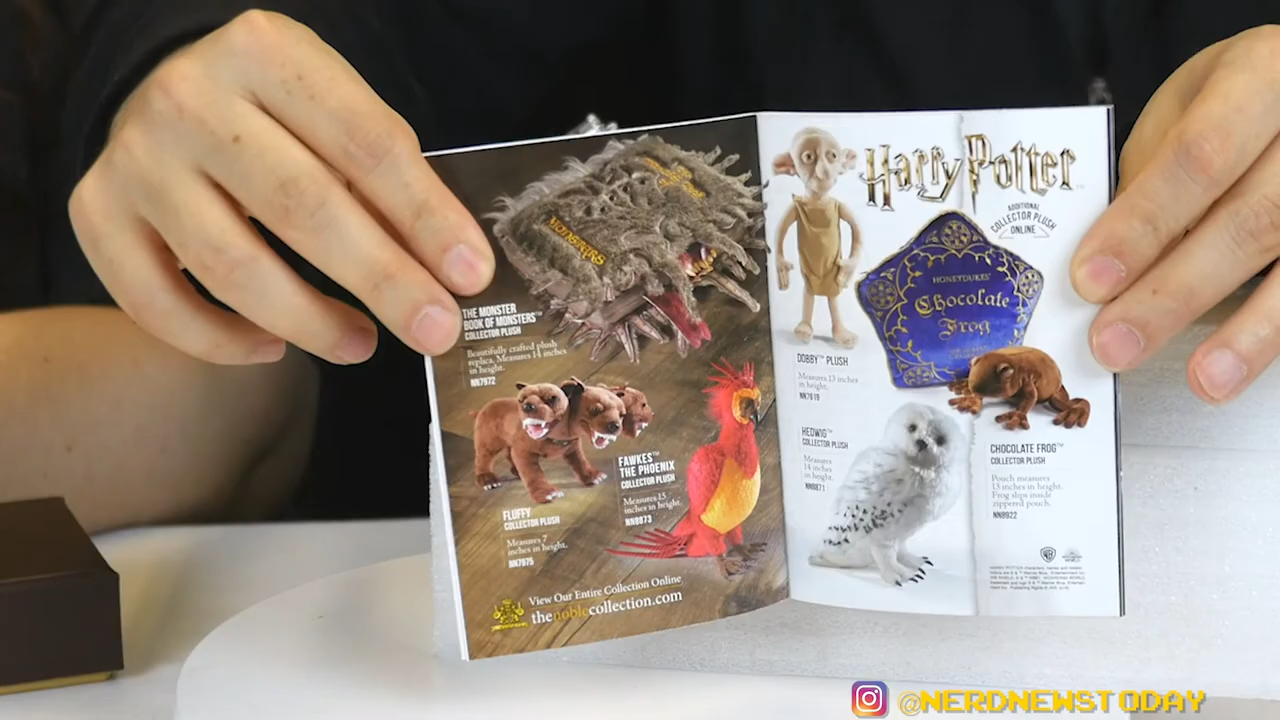 MONSTERS
THE MONSTER
BOOK OF MONSTERS™
COLLECTOR PLUSH
Beautifully crafted plush
replica. Measures 14 inches
in height.
NN7972
FLUFFY
COLLECTOR PLUSH
Measures 7
inches in height.
NN7975
FAWKES™
THE PHOENIX
COLLECTOR PLUSH
Measures 15
inches in height.
NN8873
View Our Entire Collection Online
thenoblecollection.com
Harry Potter
ADDITIONAL
COLLECTOR PLUSH
ONLINE
DOBBY™ PLUSH
Measures 13 inches
in height.
NN7619
HONEYDUKES'
Chocolate
Frog
HEDWIG™
COLLECTOR PLUSH
Measures
14 inches
in height.
NN8871
CHOCOLATE FROG™
COLLECTOR PLUSH
Pouch measures
13 inches in height.
Frog slips inside
zippered pouch.
NN8922
@NERDNEWSTODAY